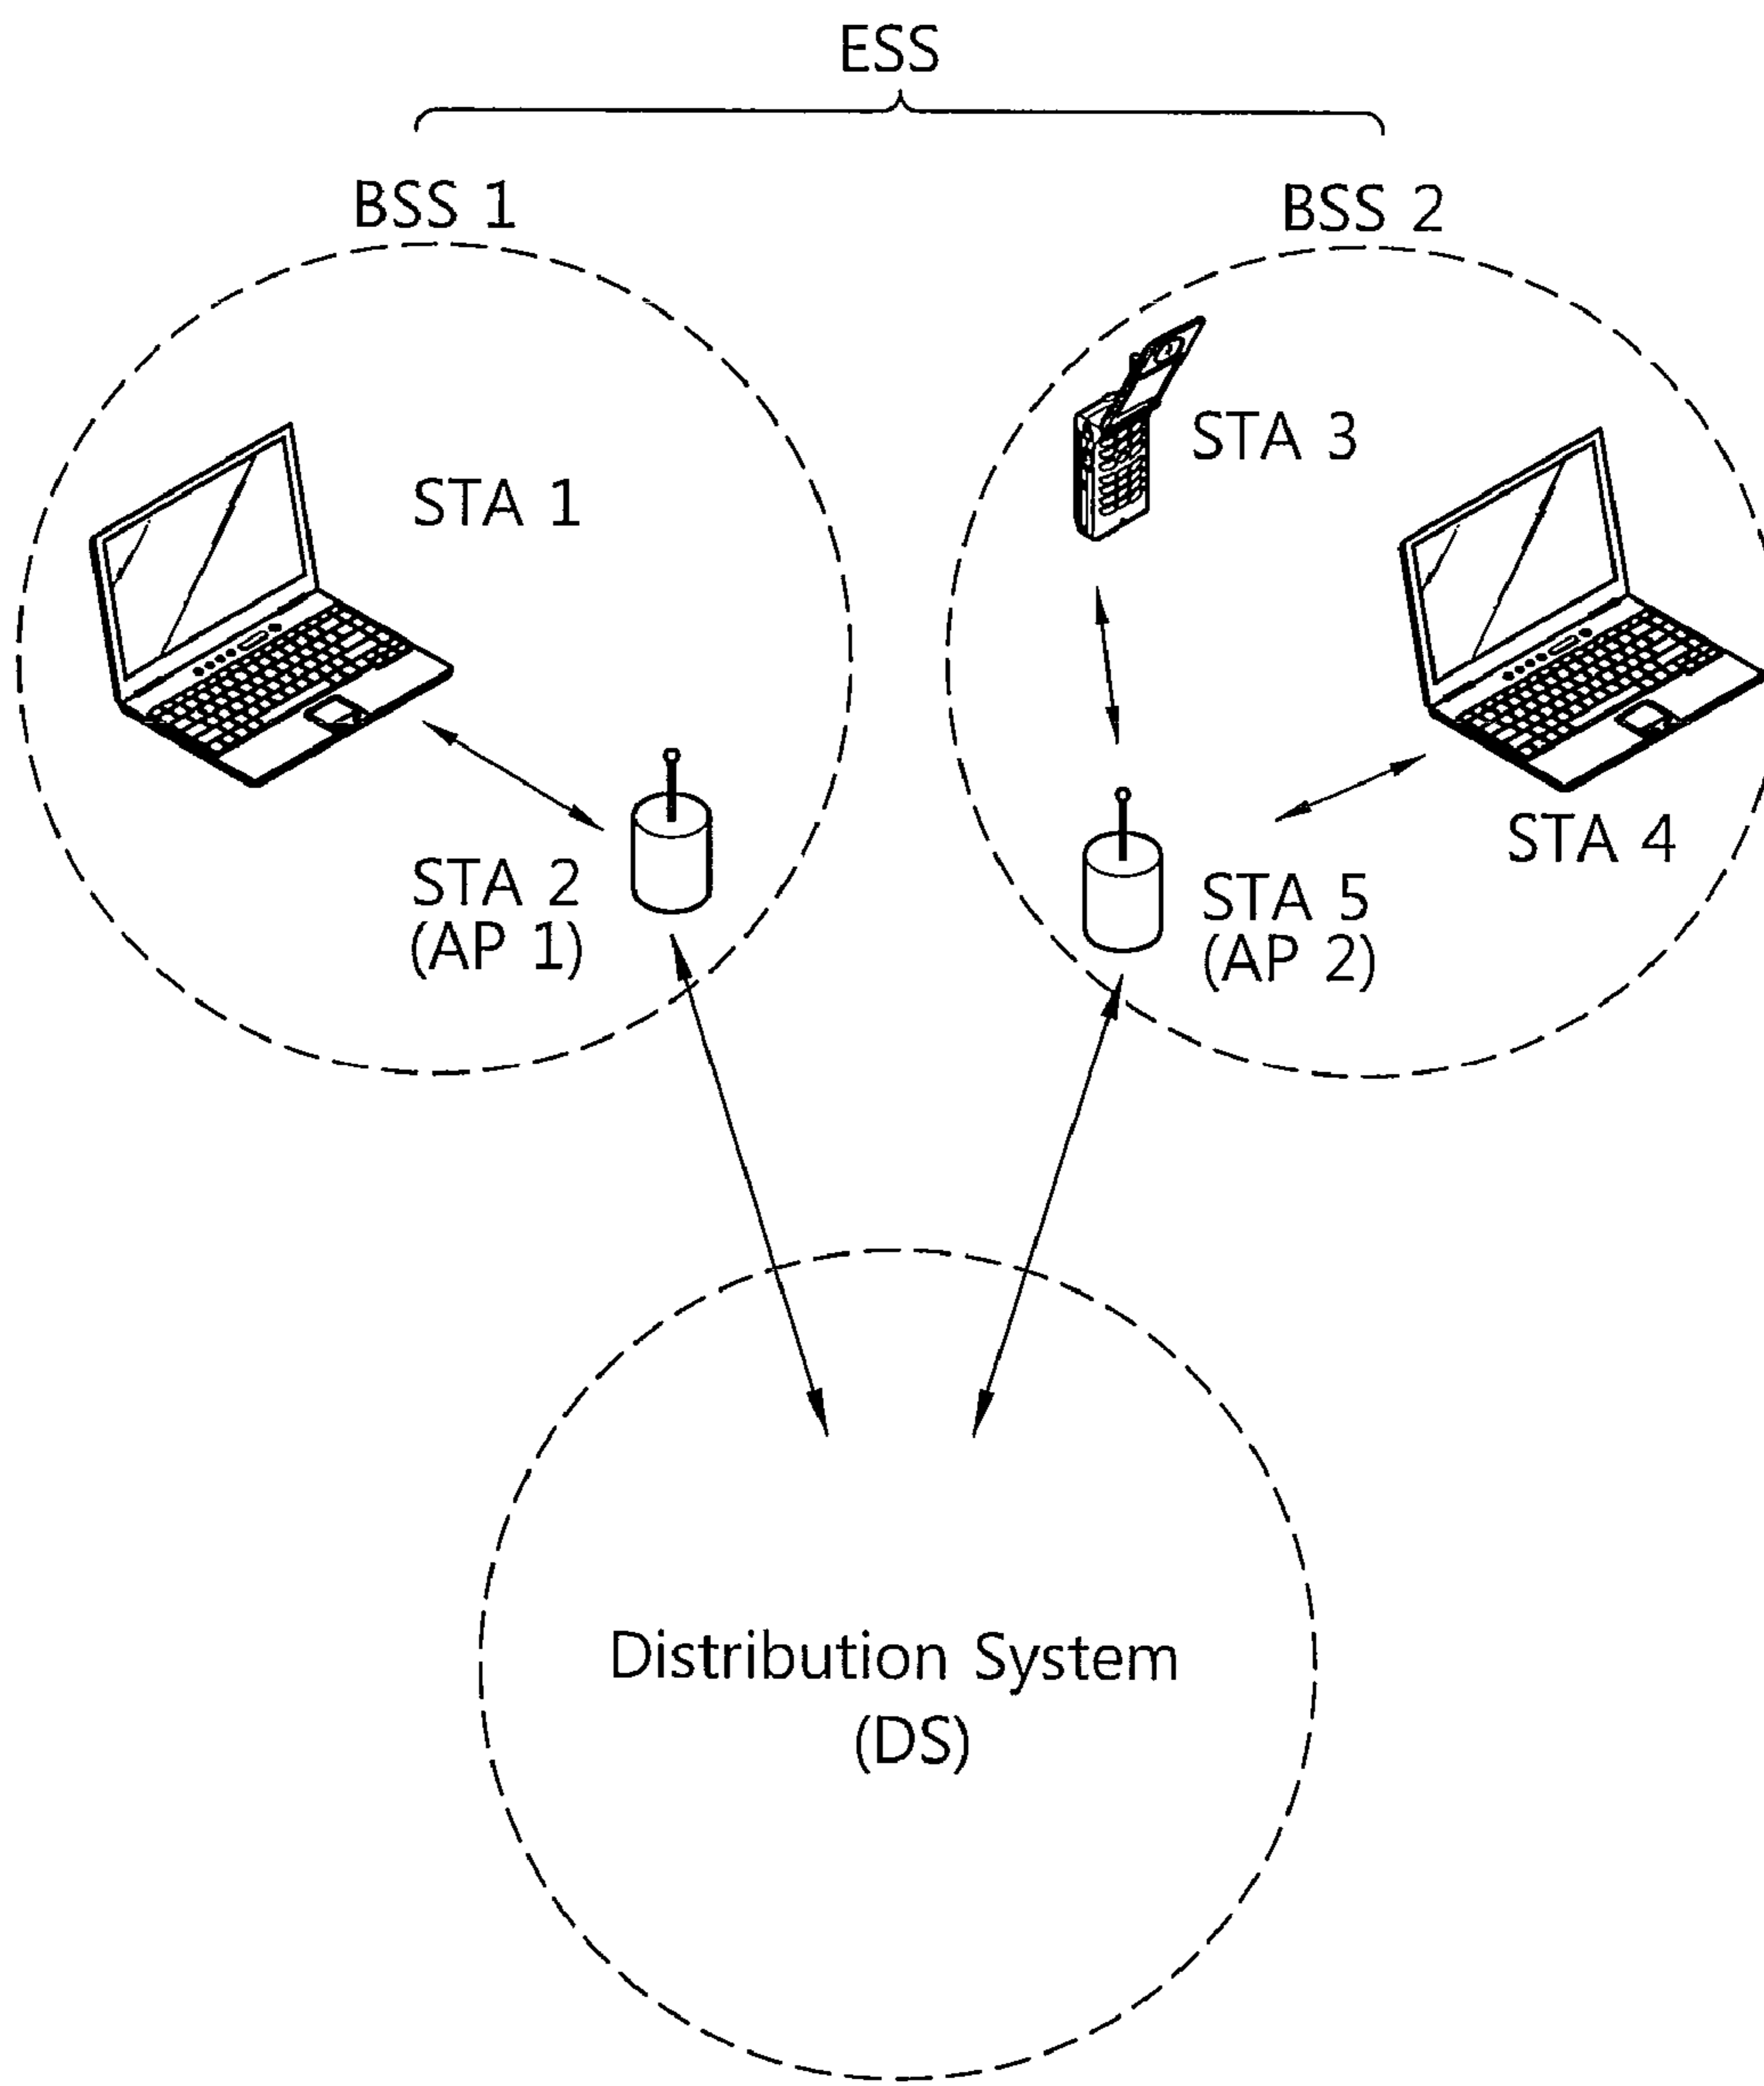 ESS
BSS 1
BSS 2
STA 1
STA 3
STA 2
(AP 1)
STA 4
STA 5
(AP 2)
Distribution System
(DS)